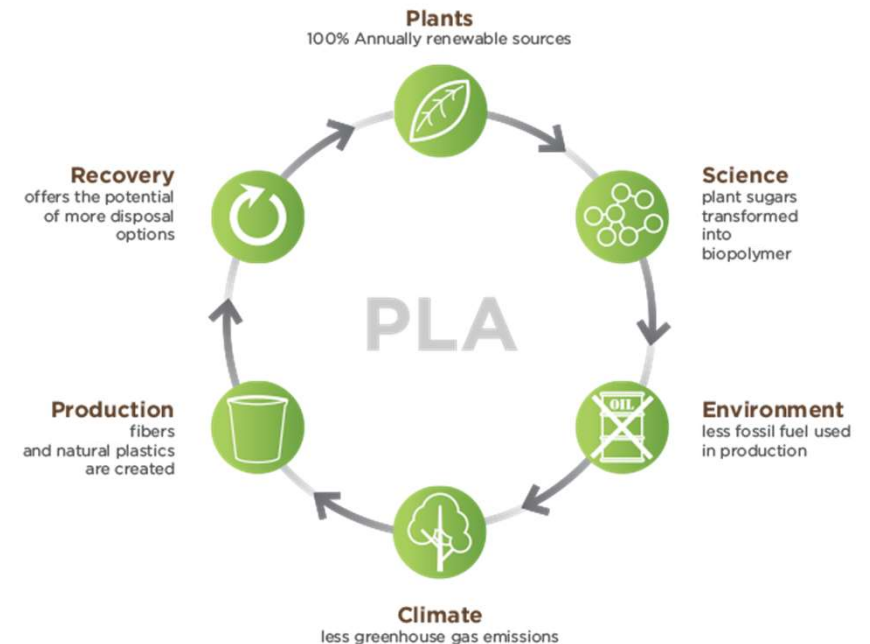 Plants
100% Annually renewable sources
Science
plant sugars
transformed
into
biopolymer
Environment
less fossil fuel used
in production
OIL
Climate
less greenhouse gas emissions
Production
fibers
and natural plastics
are created
Recovery
offers the potential
of more disposal
options
PLA